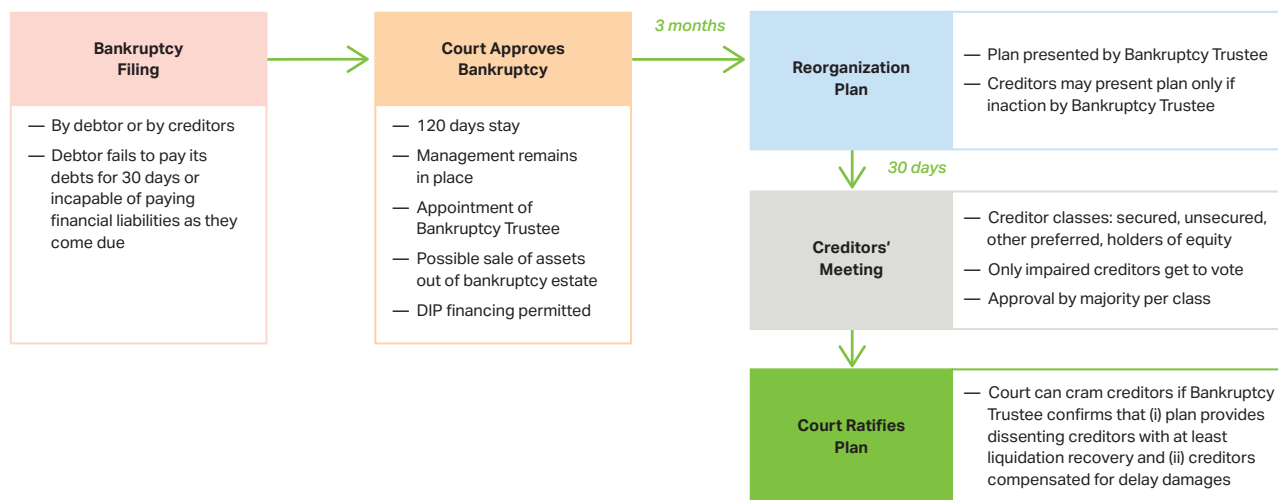 Bankruptcy
Filing
— By debtor or by creditors
— Debtor fails to pay its
debts for 30 days or
incapable of paying
financial liabilities as they
come due
Court Approves
Bankruptcy
— 120 days stay
— Management remains
in place
— Appointment of
Bankruptcy Trustee
— Possible sale of assets
out of bankruptcy estate
— DIP financing permitted
3 months
Reorganization
Plan
— Plan presented by Bankruptcy Trustee
— Creditors may present plan only if
inaction by Bankruptcy Trustee
30 days
Creditors’
Meeting
— Creditor classes: secured, unsecured,
other preferred, holders of equity
— Only impaired creditors get to vote
— Approval by majority per class
Court Ratifies
Plan
— Court can cram creditors if Bankruptcy
Trustee confirms that (i) plan provides
dissenting creditors with at least
liquidation recovery and (ii) creditors
compensated for delay damages